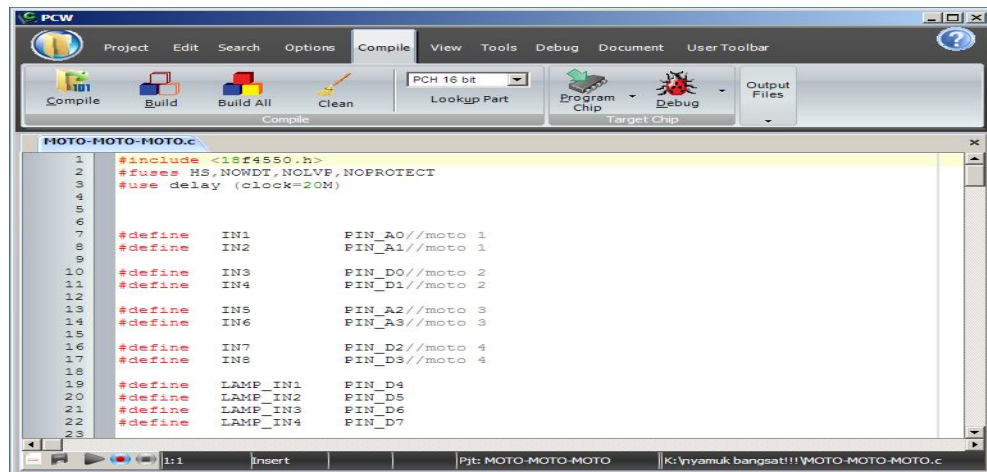 PCW
Project Edit Search Options Compile View Tools Debug Document User Toolbar
Compile Build Build All Clean PCH 16 bit Lookup Part Program Chip Debug Output Files
Compile Target Chip
MOTO-MOTO-MOTO.c
1 #include <18f4550.h>
2 #fuses HS,NOWDT,NOLVP,NOPROTECT
3 #use delay (clock=20M)
4
5
6
7 #define IN1 PIN_A0//moto 1
8 #define IN2 PIN_A1//moto 1
9
10 #define IN3 PIN_D0//moto 2
11 #define IN4 PIN_D1//moto 2
12
13 #define IN5 PIN_A2//moto 3
14 #define IN6 PIN_A3//moto 3
15
16 #define IN7 PIN_D2//moto 4
17 #define IN8 PIN_D3//moto 4
18
19 #define LAMP_IN1 PIN_D4
20 #define LAMP_IN2 PIN_D5
21 #define LAMP_IN3 PIN_D6
22 #define LAMP_IN4 PIN_D7
23
1:1 Insert Pjt: MOTO-MOTO-MOTO K:\nyamuk bangsat!!!\MOTO-MOTO-MOTO.c